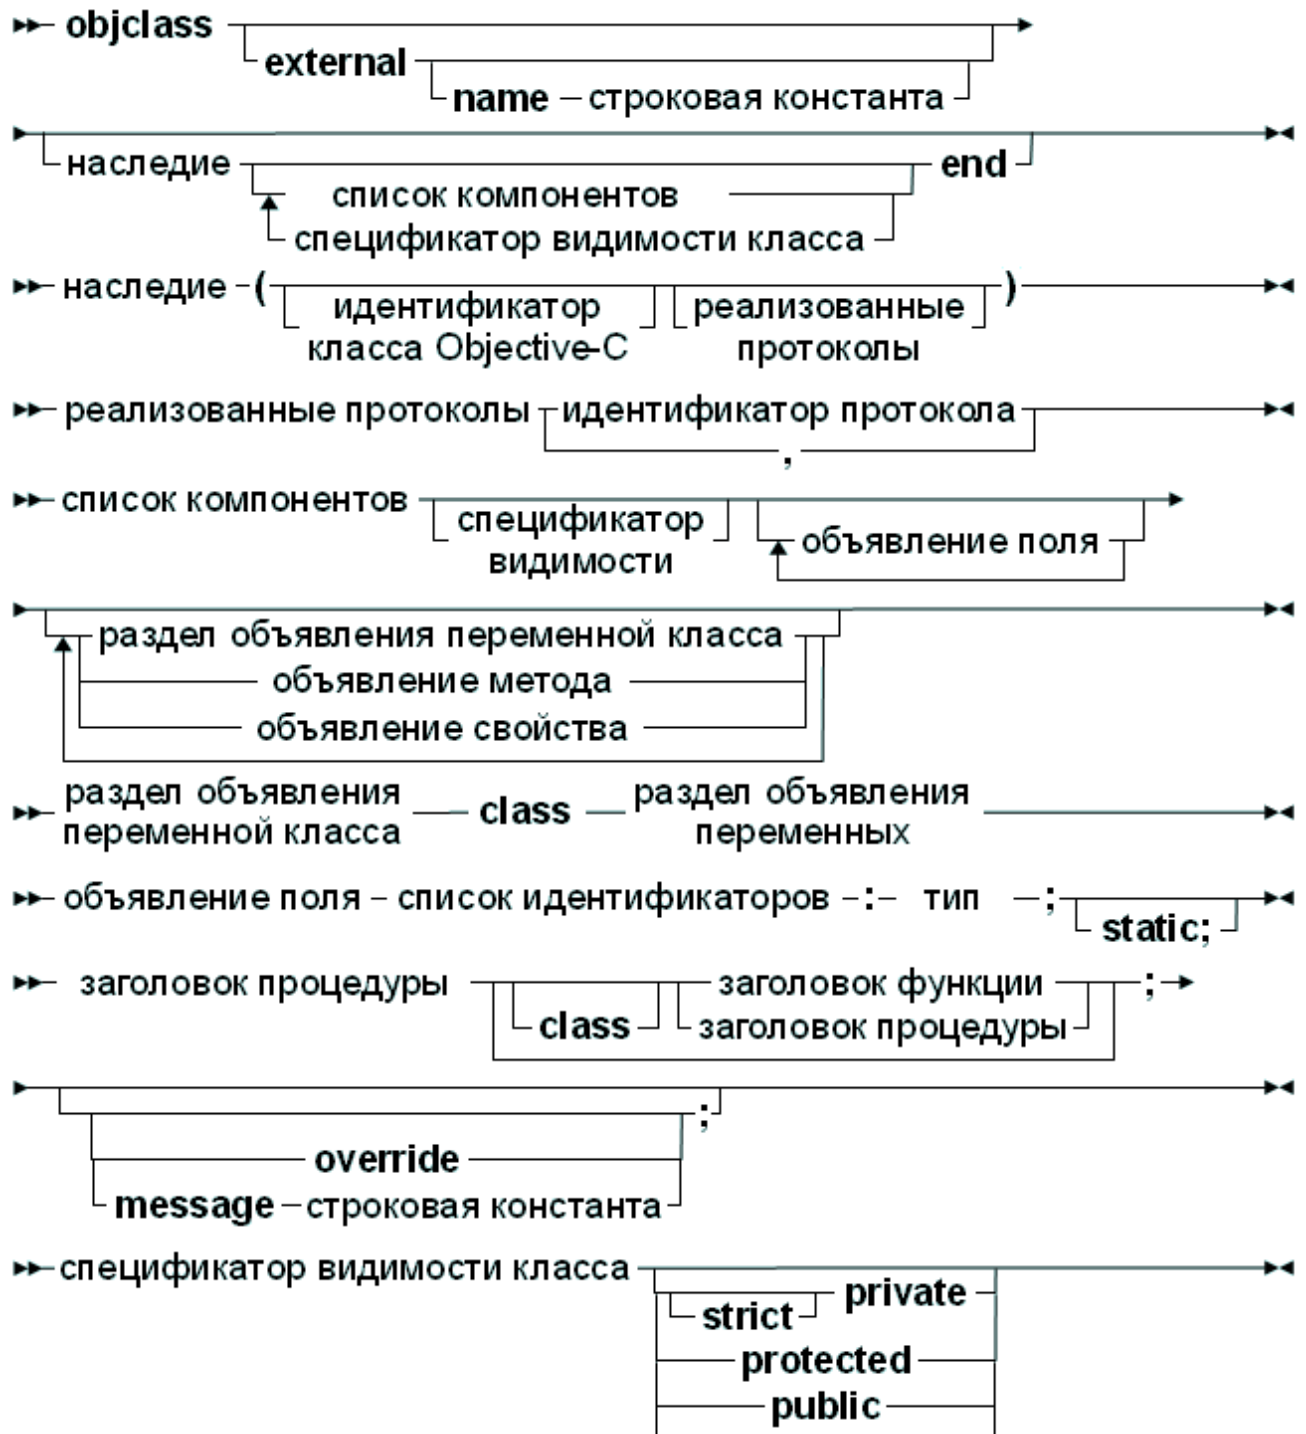 objclass
external
name строковая константа
наследие end
список компонентов
спецификатор видимости класса
наследие ( идентификатор реализованные )
класса Objective-C протоколы
реализованные протоколы идентификатор протокола
,
список компонентов спецификатор
видимости объявление поля
раздел объявления переменной класса
объявление метода
объявление свойства
раздел объявления class раздел объявления
переменной класса переменных
объявление поля список идентификаторов : тип ;
static;
заголовок процедуры заголовок функции ;
class заголовок процедуры
;
override
message строковая константа
спецификатор видимости класса
strict private
protected
public